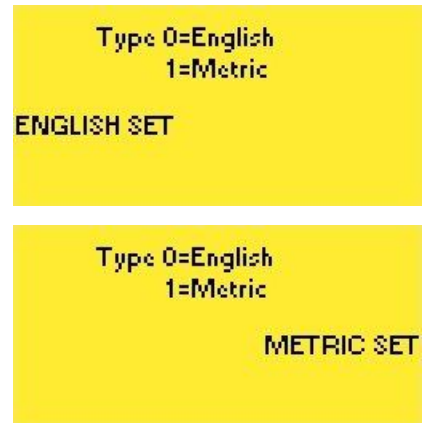 Type 0=English
1=Metric
ENGLISH SET
Type 0=English
1=Metric
METRIC SET